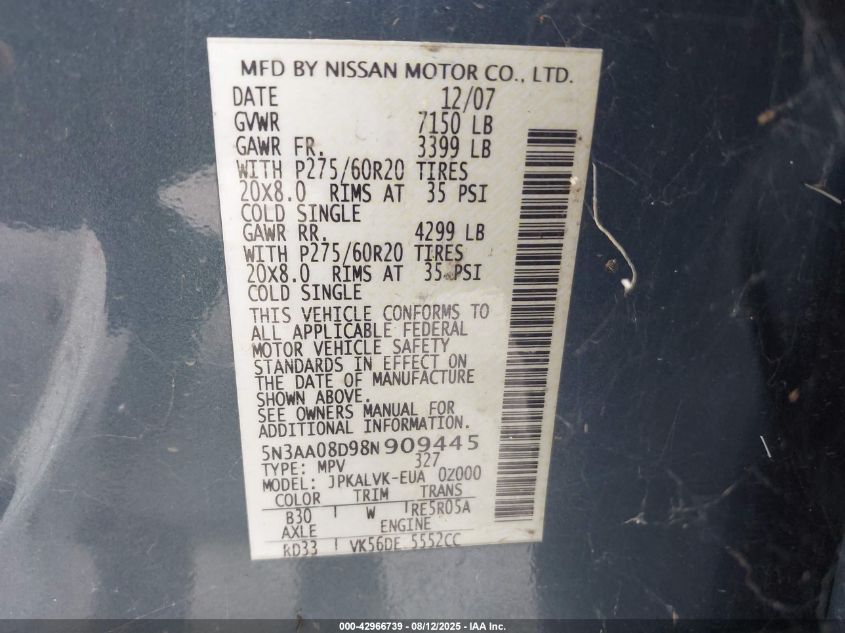 MFD BY NISSAN MOTOR CO., LTD.
DATE 12/07
GVWR 7150 LB
GAWR FR. 3399 LB
WITH P275/60R20 TIRES
20X8.0 RIMS AT 35 PSI
COLD SINGLE
GAWR RR. 4299 LB
WITH P275/60R20 TIRES
20X8.0 RIMS AT 35 PSI
COLD SINGLE
THIS VEHICLE CONFORMS TO
ALL APPLICABLE FEDERAL
MOTOR VEHICLE SAFETY
STANDARDS IN EFFECT ON
THE DATE OF MANUFACTURE
SHOWN ABOVE.
SEE OWNERS MANUAL FOR
ADDITIONAL INFORMATION.
5N3AA08D98N909445
TYPE: MPV 327
MODEL: JPKALVK-EUA 0Z000
COLOR TRIM TRANS
B30 W RE5R05A
AXLE ENGINE
RD33 VK56DE 5552CC
000-42966739 - 08/12/2025 - IAA Inc.